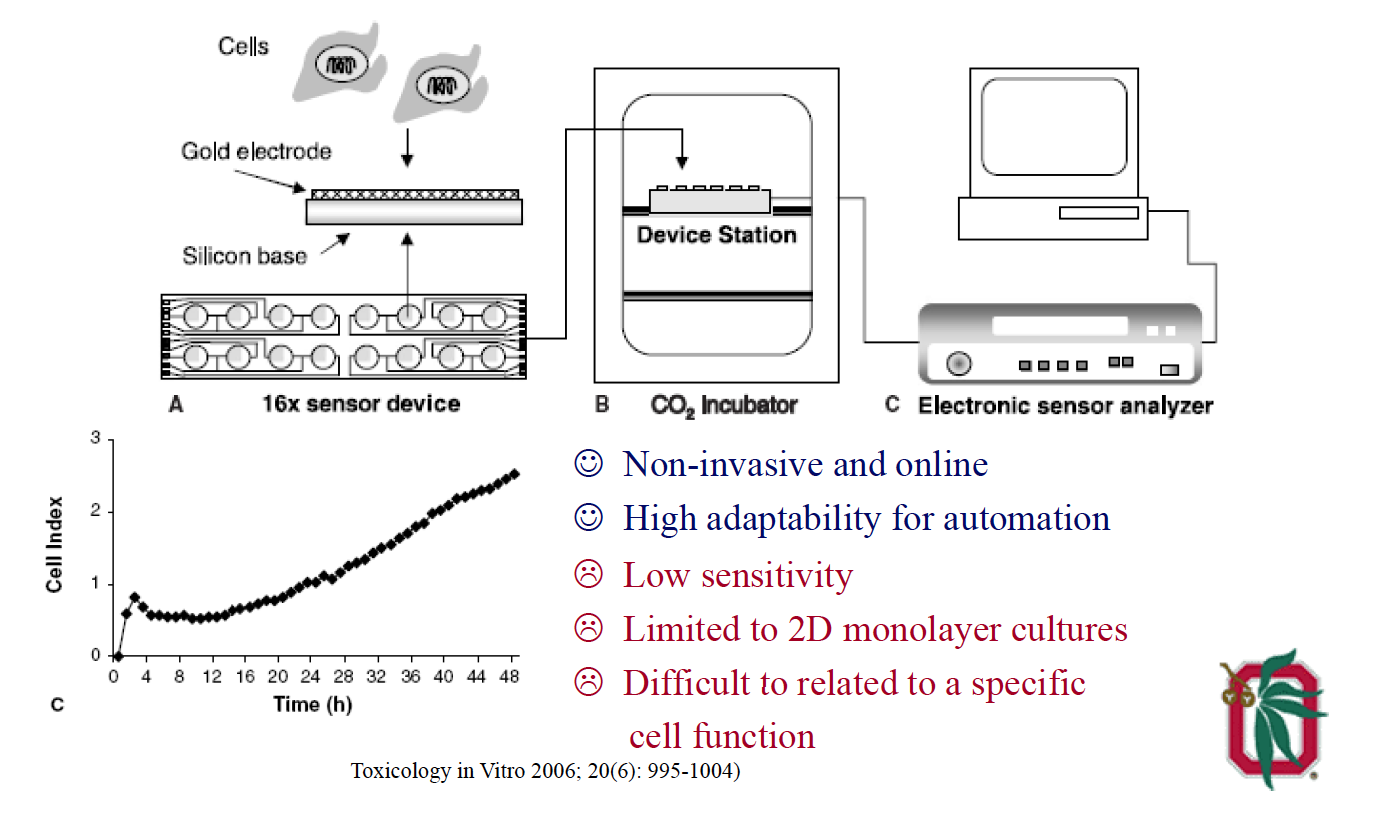 Cells
Gold electrode
Silicon base
Device Station
A 16x sensor device
B CO2 Incubator
C Electronic sensor analyzer
3
2
1
0
Cell Index
0 4 8 12 16 20 24 28 32 36 40 44 48
Time (h)
C
☺ Non-invasive and online
☺ High adaptability for automation
☹ Low sensitivity
☹ Limited to 2D monolayer cultures
☹ Difficult to related to a specific
cell function
Toxicology in Vitro 2006; 20(6): 995-1004)